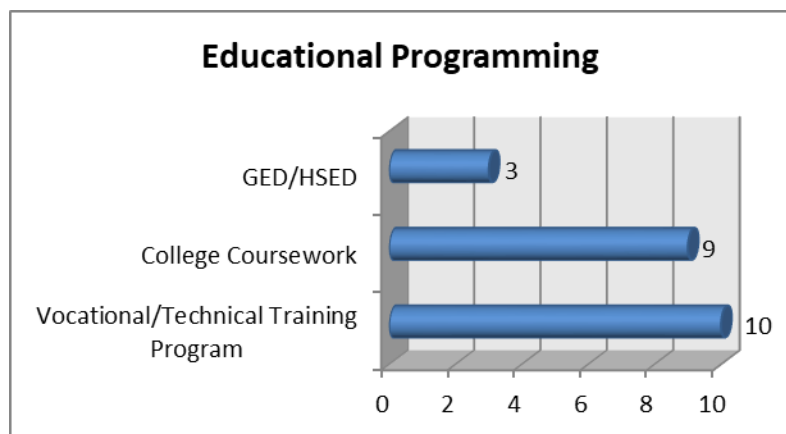 Educational Programming
GED/HSED
3
College Coursework
9
Vocational/Technical Training
Program
10
0 2 4 6 8 10